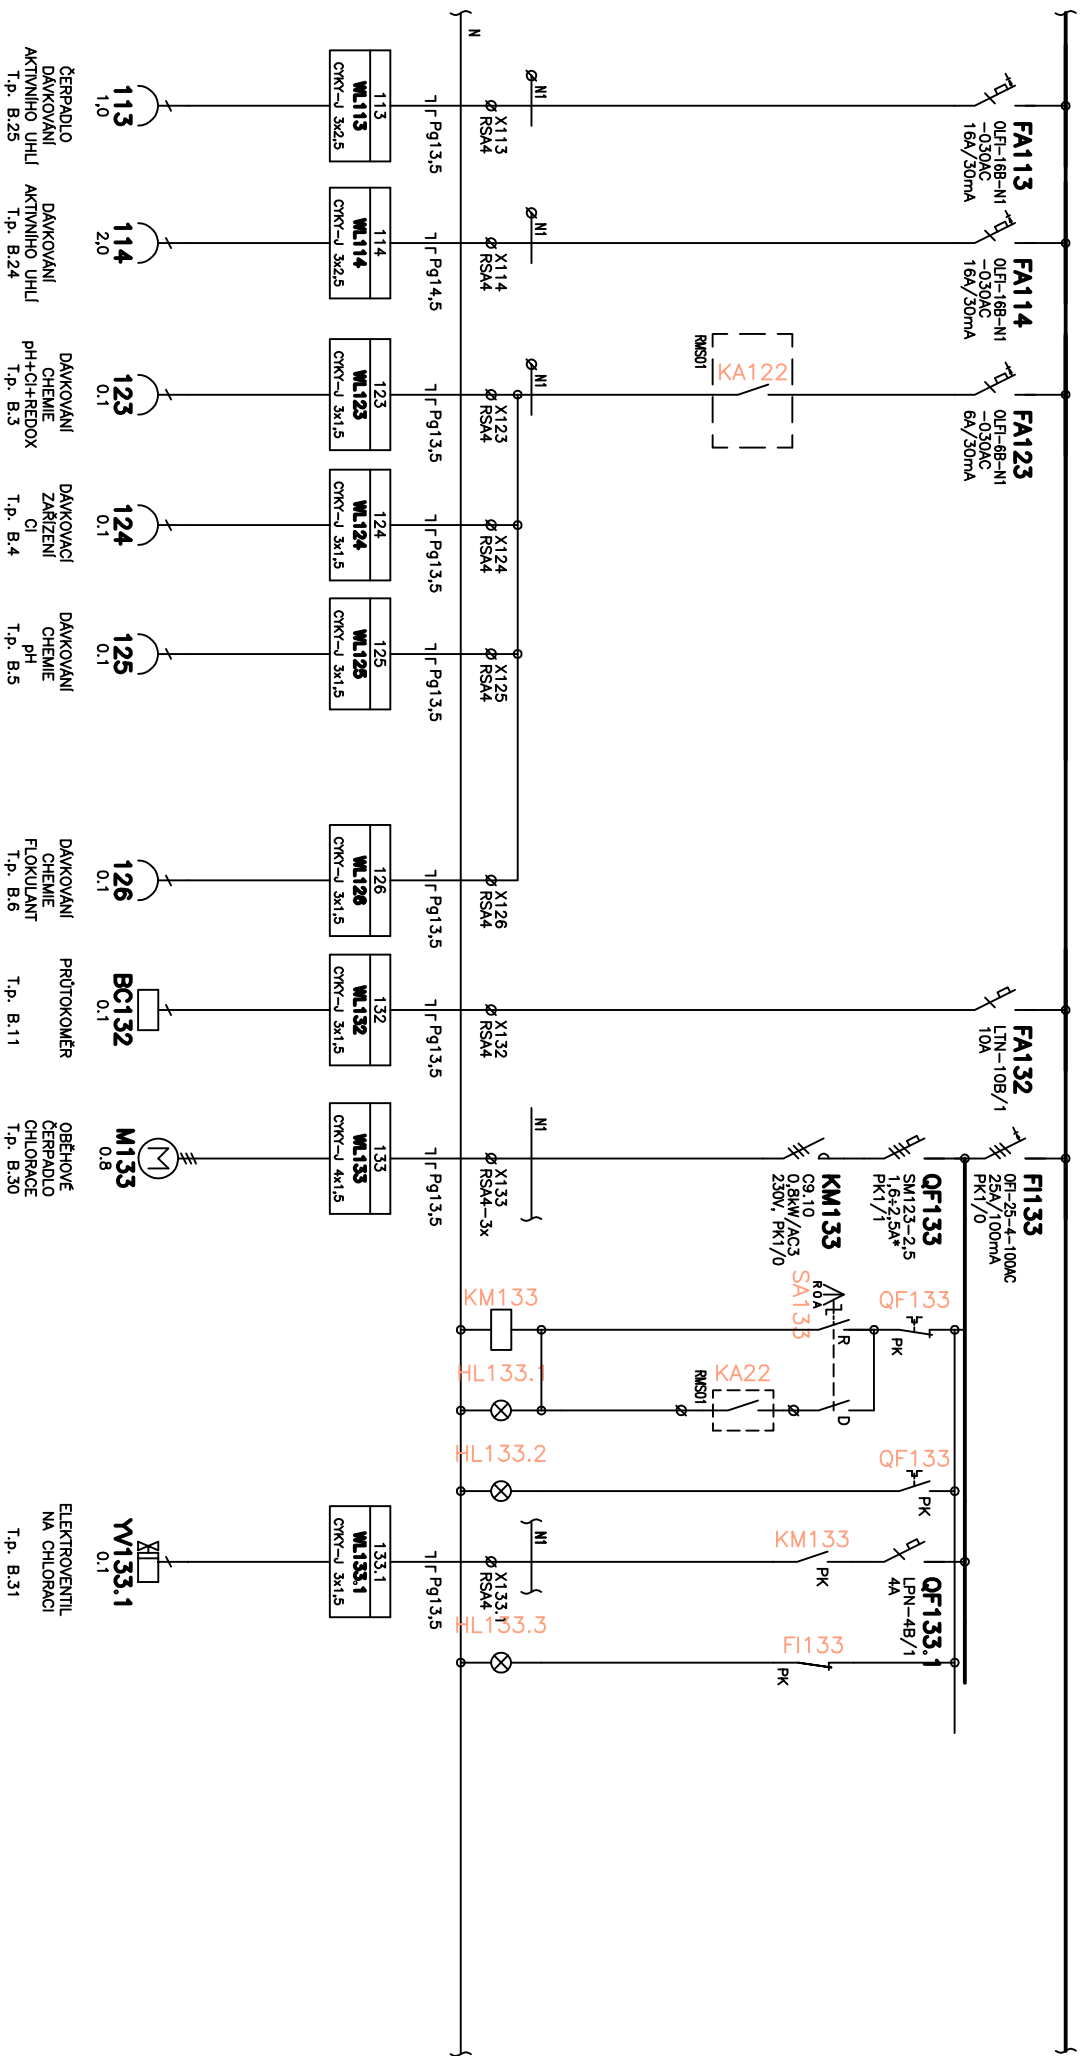 FA113
OLFI-16B-N1
-030AC
16A/30mA
FA114
OLFI-16B-N1
-030AC
16A/30mA
FA123
OLFI-6B-N1
-030AC
6A/30mA
FA132
LTN-10B/1
10A
FI133
OFI-25-4-100AC
25A/100mA
PK1/0
QF133
SM123-2,5
1,6÷2,5A*
PK1/1
KM133
C9.10
0,8kW/AC3
230V, PK1/0
QF133
PK
SA133
R 0 A
R
D
KA22
RMS01
KA122
RMS01
QF133
PK
QF133.1
LPN-4B/1
4A
KM133
PK
FI133
PK
N1
N1
N1
N1
N1
X113
RSA4
X114
RSA4
X123
RSA4
X124
RSA4
X125
RSA4
X126
RSA4
X132
RSA4
X133
RSA4-3x
X133.1
RSA4
KM133
HL133.1
HL133.2
HL133.3
N
Pg13,5
Pg14,5
Pg13,5
Pg13,5
Pg13,5
Pg13,5
Pg13,5
Pg13,5
Pg13,5
113
WL113
CYKY-J 3x2,5
114
WL114
CYKY-J 3x2,5
123
WL123
CYKY-J 3x1,5
124
WL124
CYKY-J 3x1,5
125
WL125
CYKY-J 3x1,5
126
WL126
CYKY-J 3x1,5
132
WL132
CYKY-J 3x1,5
133
WL133
CYKY-J 4x1,5
133.1
WL133.1
CYKY-J 3x1,5
113
1,0
ČERPADLO
DÁVKOVÁNÍ
AKTIVNÍHO UHLÍ
T.p. B.25
114
2,0
DÁVKOVÁNÍ
AKTIVNÍHO UHLÍ
T.p. B.24
123
0.1
DÁVKOVÁNÍ
CHEMIE
pH+Cl+REDOX
T.p. B.3
124
0.1
DÁVKOVACÍ
ZAŘÍZENÍ
Cl
T.p. B.4
125
0.1
DÁVKOVÁNÍ
CHEMIE
pH
T.p. B.5
126
0.1
DÁVKOVÁNÍ
CHEMIE
FLOKULANT
T.p. B.6
BC132
0.1
PRŮTOKOMĚR
T.p. B.11
M
M133
0.8
OBĚHOVÉ
ČERPADLO
CHLORACE
T.p. B.30
YV133.1
0.1
ELEKTROVENTIL
NA CHLORACI
T.p. B.31